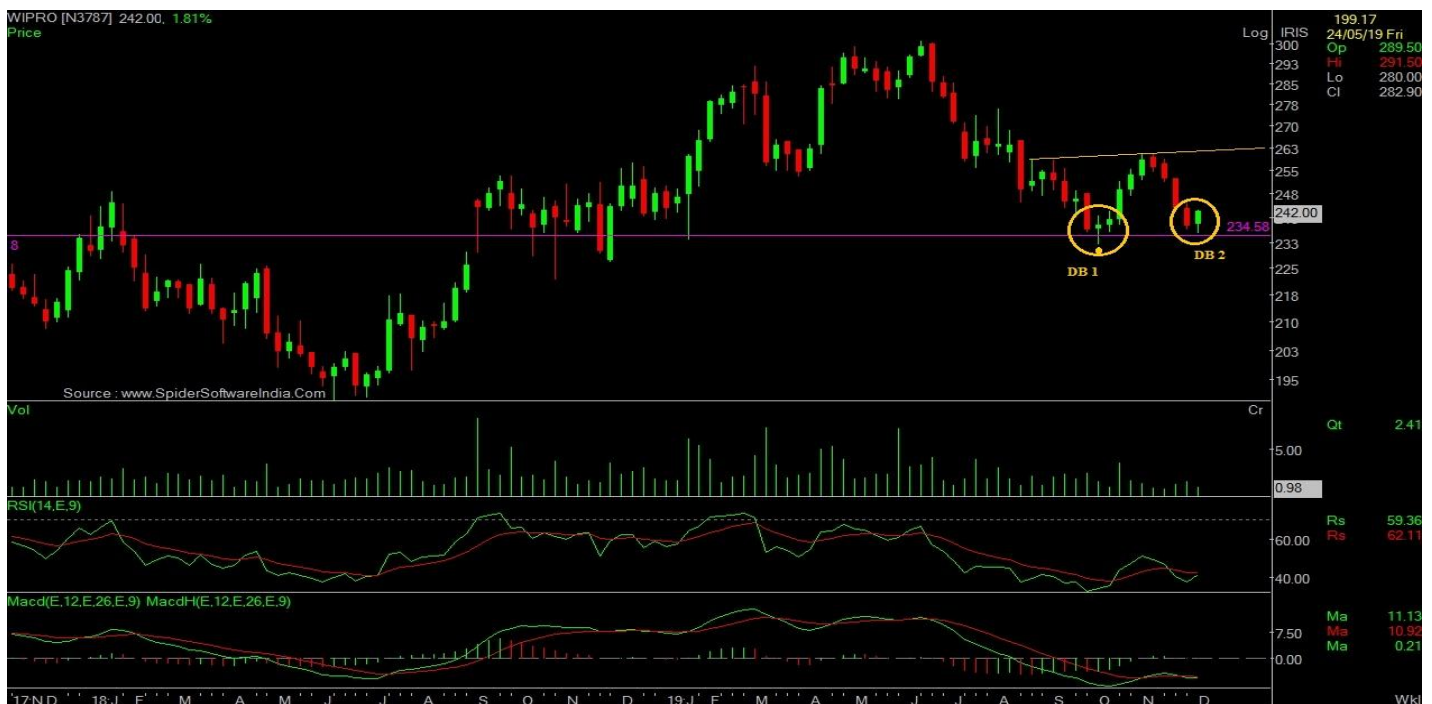 WIPRO [N3787] 242.00, 1.81%
Price
Log
IRIS
199.17
24/05/19 Fri
Op 289.50
Hi 291.50
Lo 280.00
Cl 282.90
300
293
285
278
270
263
255
248
242.00
234.58
233
225
218
210
203
195
8
DB 1
DB 2
Source : www.SpiderSoftwareIndia.Com
Vol
Cr
Qt 2.41
5.00
0.98
RSI(14,E,9)
Rs 59.36
Rs 62.11
60.00
40.00
Macd(E,12,E,26,E,9) MacdH(E,12,E,26,E,9)
Ma 11.13
Ma 10.92
Ma 0.21
7.50
0.00
17:N D 18:J F M A M J J A S O N D 19:J F M A M J J A S O N D